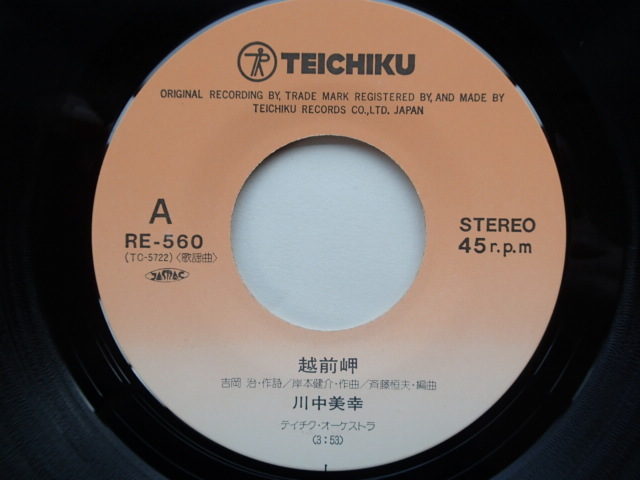 TEICHIKU
ORIGINAL RECORDING BY, TRADE MARK REGISTERED BY, AND MADE BY
TEICHIKU RECORDS CO.,LTD. JAPAN
A
RE-560
(TC-5722)〈歌謡曲〉
JASRAC
STEREO
45 r.p.m
越前岬
吉岡 治・作詩／岸本健介・作曲／斉藤恒夫・編曲
川中美幸
テイチク・オーケストラ
(3:53)